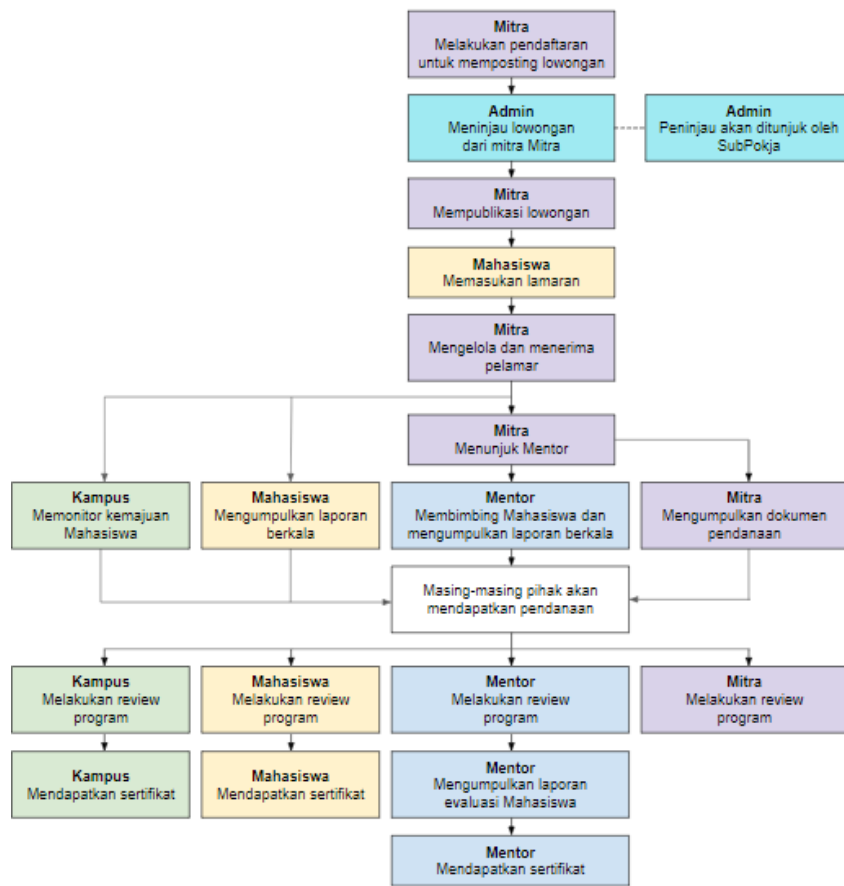 Mitra
Melakukan pendaftaran
untuk memposting lowongan
Admin
Meninjau lowongan
dari mitra Mitra
Admin
Peninjau akan ditunjuk oleh
SubPokja
Mitra
Mempublikasi lowongan
Mahasiswa
Memasukan lamaran
Mitra
Mengelola dan menerima
pelamar
Mitra
Menunjuk Mentor
Kampus
Memonitor kemajuan
Mahasiswa
Mahasiswa
Mengumpulkan laporan
berkala
Mentor
Membimbing Mahasiswa dan
mengumpulkan laporan berkala
Mitra
Mengumpulkan dokumen
pendanaan
Masing-masing pihak akan
mendapatkan pendanaan
Kampus
Melakukan review
program
Mahasiswa
Melakukan review
program
Mentor
Melakukan review
program
Mitra
Melakukan review
program
Kampus
Mendapatkan sertifikat
Mahasiswa
Mendapatkan sertifikat
Mentor
Mengumpulkan laporan
evaluasi Mahasiswa
Mentor
Mendapatkan sertifikat